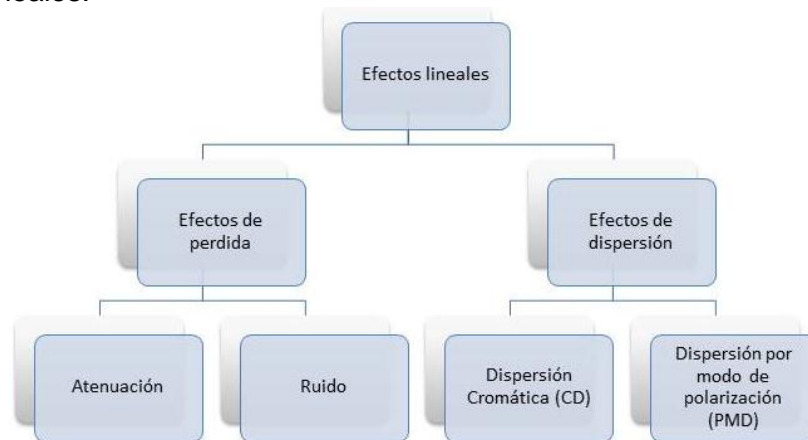 Efectos lineales
Efectos de
perdida
Efectos de
dispersión
Atenuación
Ruido
Dispersión
Cromática (CD)
Dispersión por
modo de
polarización
(PMD)